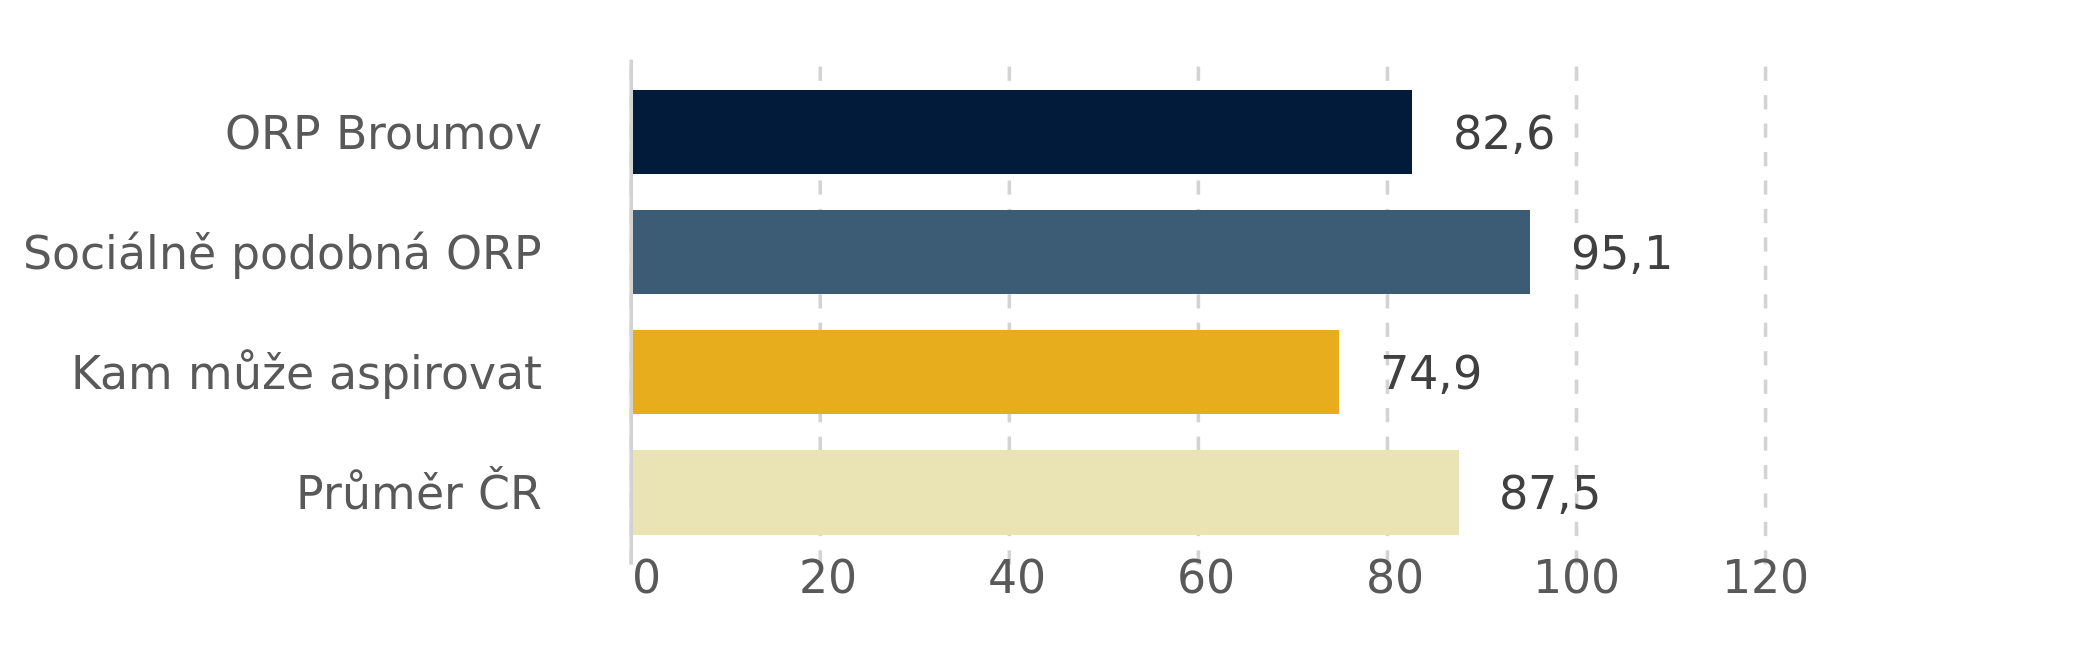 ORP Broumov
82,6
Sociálně podobná ORP
95,1
Kam může aspirovat
74,9
Průměr ČR
87,5
0 20 40 60 80 100 120